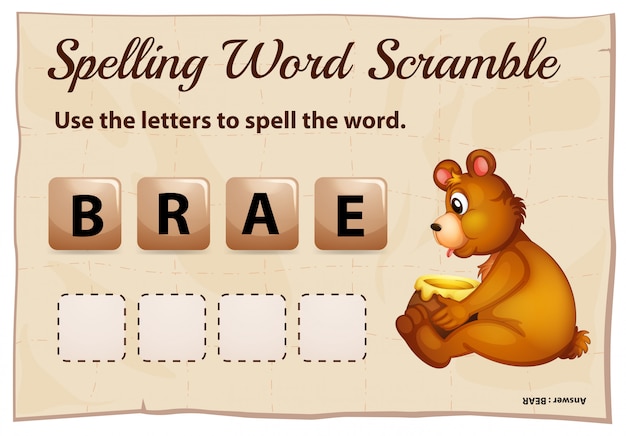 Spelling Word Scramble
Use the letters to spell the word.
B R A E
Answer : BEAR